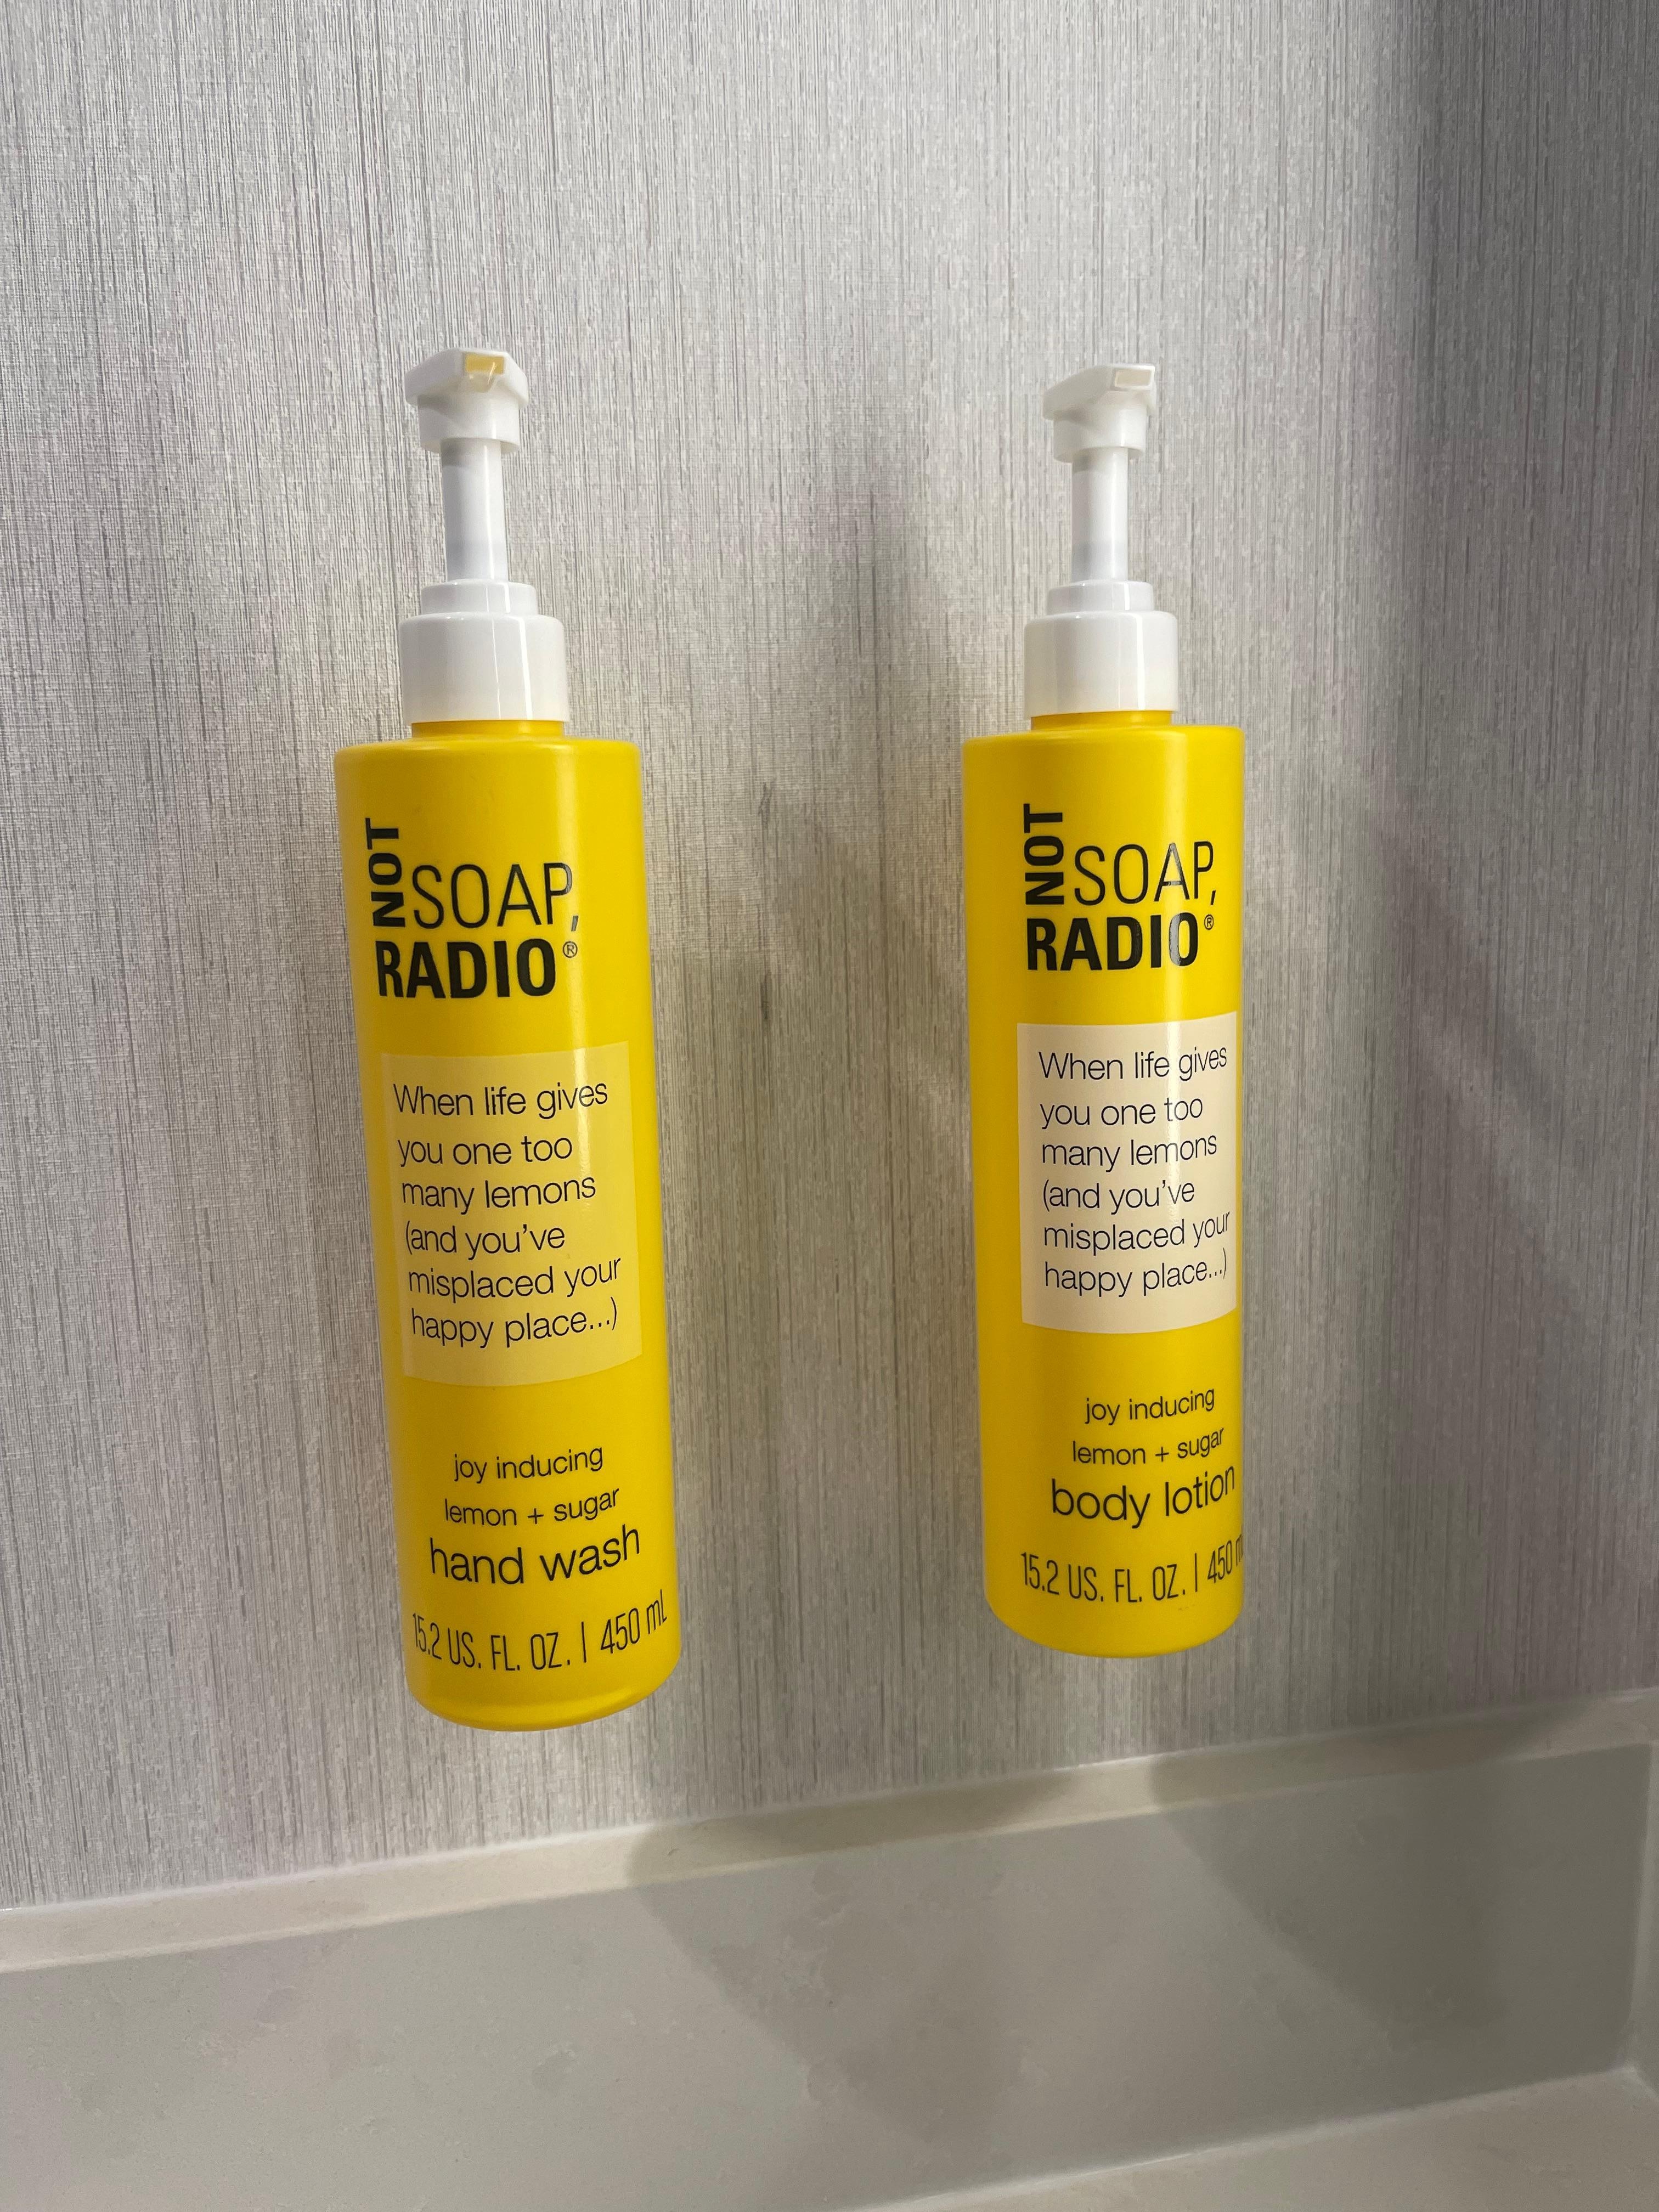 NOT
SOAP,
RADIO®
When life gives
you one too
many lemons
(and you've
misplaced your
happy place...)
joy inducing
lemon + sugar
hand wash
15.2 US. FL. OZ. | 450 mL
NOT
SOAP,
RADIO®
When life gives
you one too
many lemons
(and you've
misplaced your
happy place...)
joy inducing
lemon + sugar
body lotion
15.2 US. FL. OZ. | 450 m